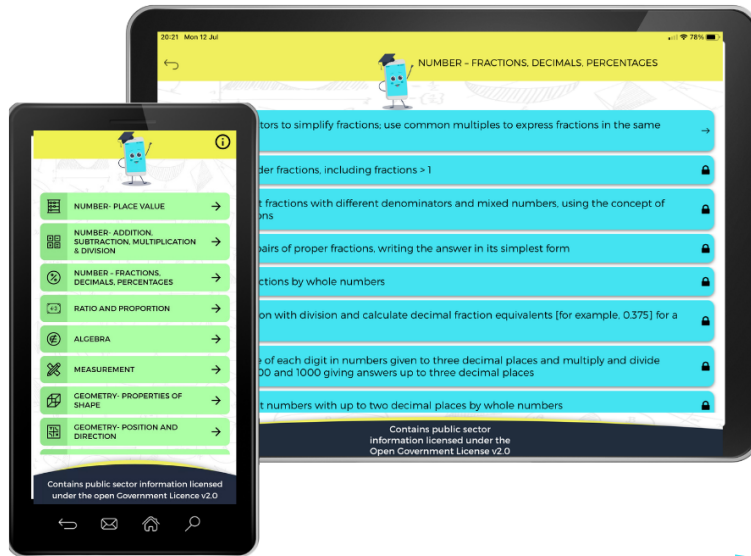 20:21 Mon 12 Jul
78%
NUMBER – FRACTIONS, DECIMALS, PERCENTAGES
tors to simplify fractions; use common multiples to express fractions in the same
der fractions, including fractions > 1
t fractions with different denominators and mixed numbers, using the concept of
ons
pairs of proper fractions, writing the answer in its simplest form
ctions by whole numbers
on with division and calculate decimal fraction equivalents [for example, 0.375] for a
e of each digit in numbers given to three decimal places and multiply and divide
00 and 1000 giving answers up to three decimal places
t numbers with up to two decimal places by whole numbers
Contains public sector
information licensed under the
Open Government License v2.0
NUMBER- PLACE VALUE
NUMBER- ADDITION,
SUBTRACTION, MULTIPLICATION
& DIVISION
NUMBER – FRACTIONS,
DECIMALS, PERCENTAGES
RATIO AND PROPORTION
ALGEBRA
MEASUREMENT
GEOMETRY- PROPERTIES OF
SHAPE
GEOMETRY- POSITION AND
DIRECTION
Contains public sector information licensed
under the open Government Licence v2.0